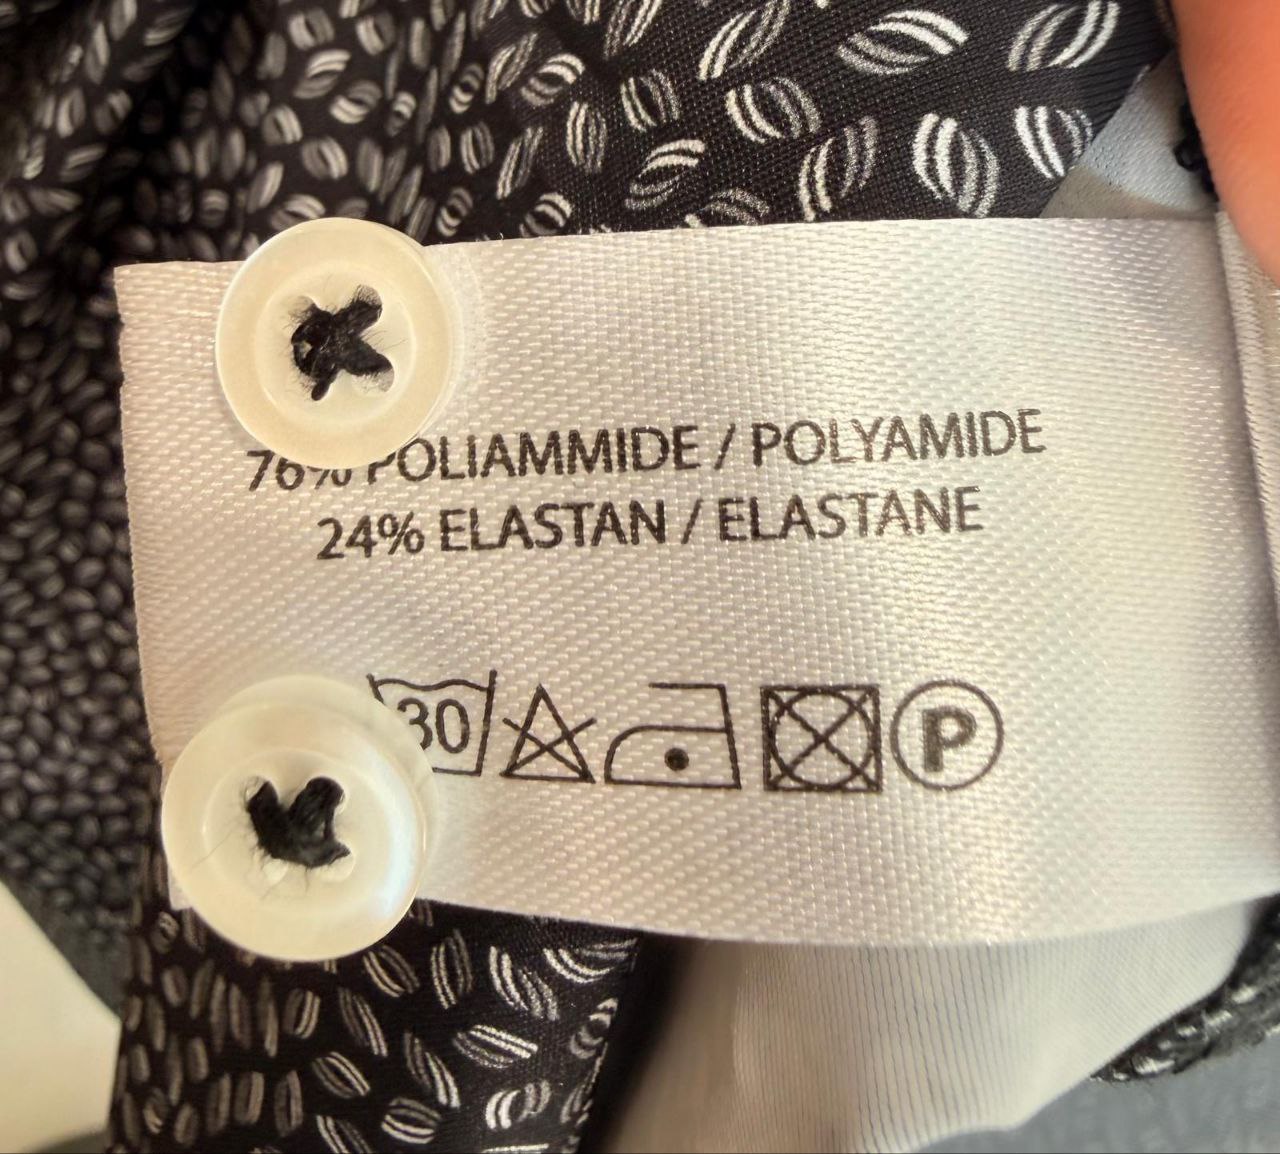 76% POLIAMMIDE / POLYAMIDE
24% ELASTAN / ELASTANE
30 P